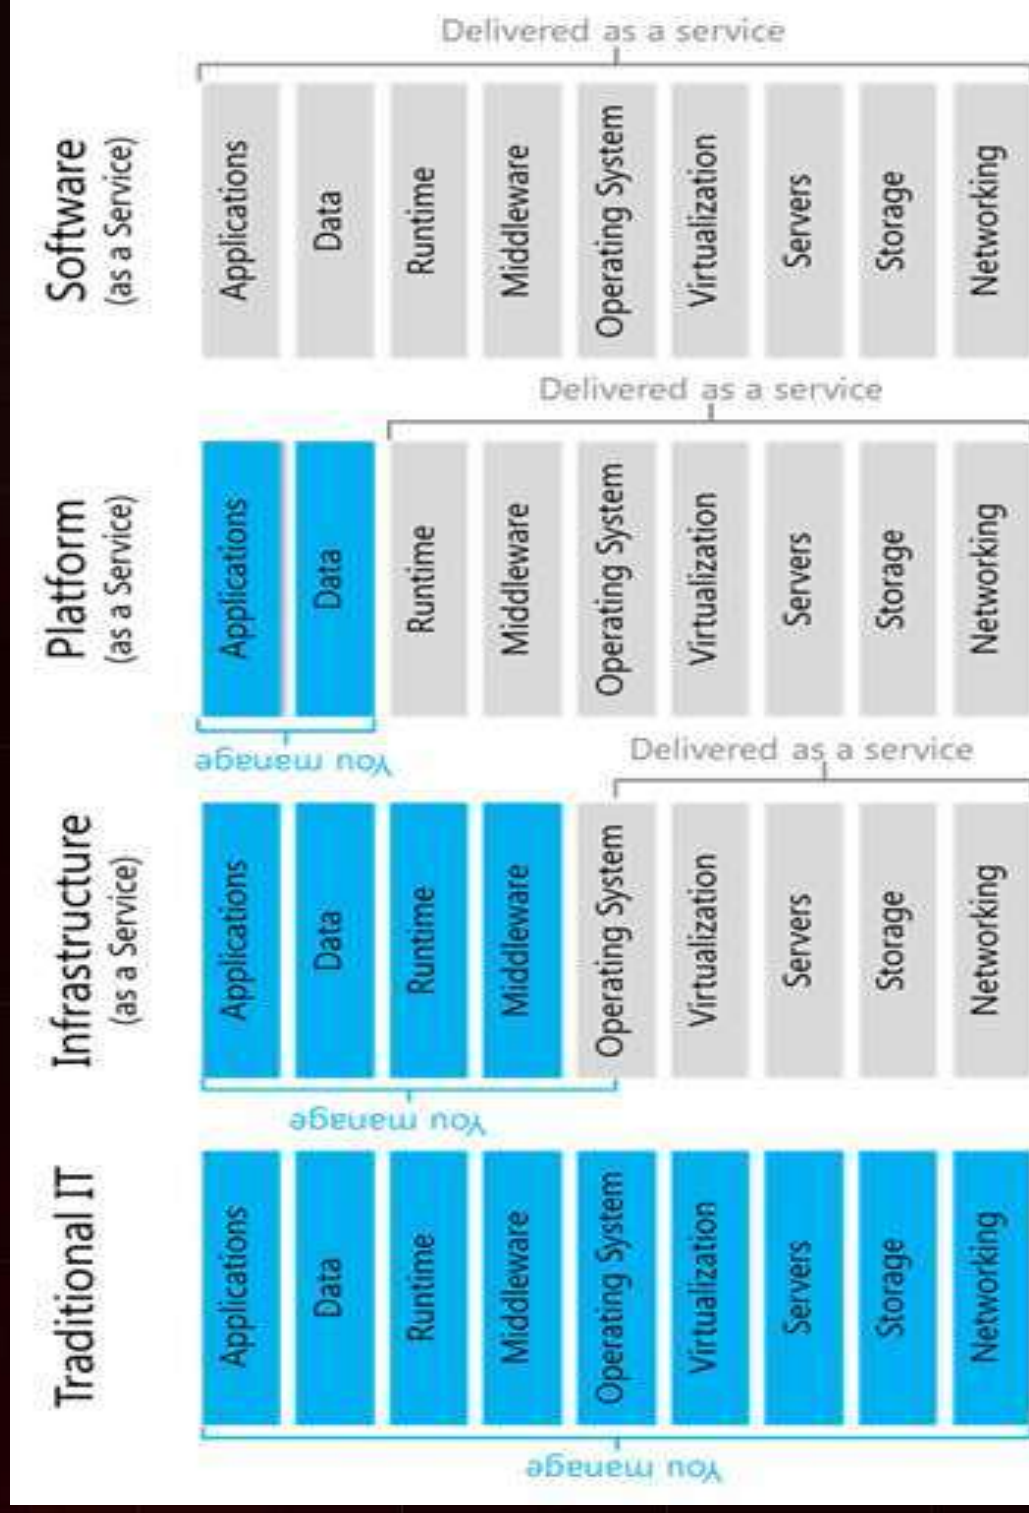 Traditional IT
You manage
Applications
Data
Runtime
Middleware
Operating System
Virtualization
Servers
Storage
Networking
Infrastructure
(as a Service)
You manage
Applications
Data
Runtime
Middleware
Operating System
Virtualization
Servers
Storage
Networking
Delivered as a service
Platform
(as a Service)
You manage
Applications
Data
Runtime
Middleware
Operating System
Virtualization
Servers
Storage
Networking
Delivered as a service
Software
(as a Service)
Applications
Data
Runtime
Middleware
Operating System
Virtualization
Servers
Storage
Networking
Delivered as a service